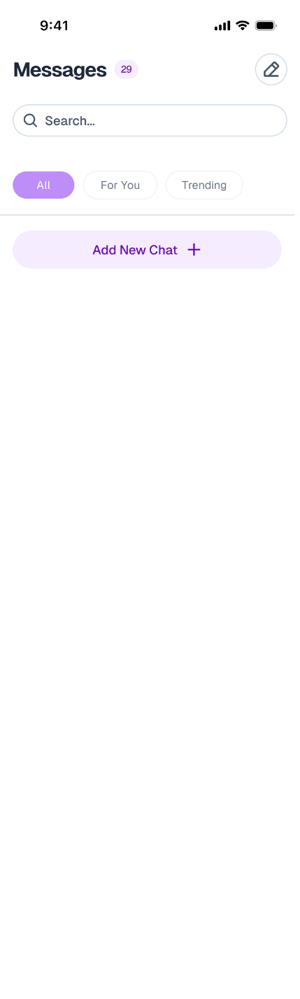 9:41
Messages 29
Search...
All For You Trending
Add New Chat +